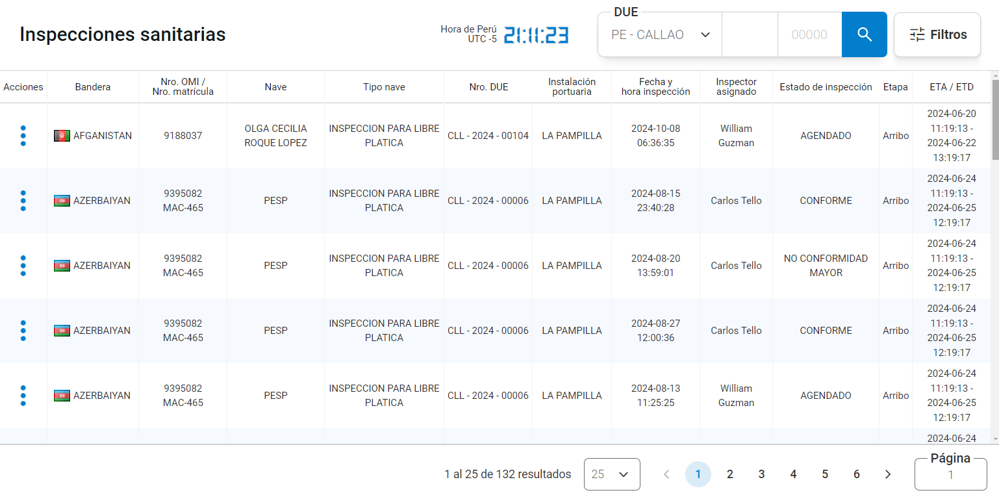 Inspecciones sanitarias
Hora de Perú
UTC -5
21:11:23
DUE
PE - CALLAO
00000
Filtros
Acciones
Bandera
Nro. OMI /
Nro. matrícula
Nave
Tipo nave
Nro. DUE
Instalación
portuaria
Fecha y
hora inspección
Inspector
asignado
Estado de inspección
Etapa
ETA / ETD
AFGANISTAN
9188037
OLGA CECILIA
ROQUE LOPEZ
INSPECCION PARA LIBRE
PLATICA
CLL - 2024 - 00104
LA PAMPILLA
2024-10-08
06:36:35
William
Guzman
AGENDADO
Arribo
2024-06-20
11:19:13 -
2024-06-22
13:19:17
AZERBAIYAN
9395082
MAC-465
PESP
INSPECCION PARA LIBRE
PLATICA
CLL - 2024 - 00006
LA PAMPILLA
2024-08-15
23:40:28
Carlos Tello
CONFORME
Arribo
2024-06-24
11:19:13 -
2024-06-25
12:19:17
AZERBAIYAN
9395082
MAC-465
PESP
INSPECCION PARA LIBRE
PLATICA
CLL - 2024 - 00006
LA PAMPILLA
2024-08-20
13:59:01
Carlos Tello
NO CONFORMIDAD
MAYOR
Arribo
2024-06-24
11:19:13 -
2024-06-25
12:19:17
AZERBAIYAN
9395082
MAC-465
PESP
INSPECCION PARA LIBRE
PLATICA
CLL - 2024 - 00006
LA PAMPILLA
2024-08-27
12:00:36
Carlos Tello
CONFORME
Arribo
2024-06-24
11:19:13 -
2024-06-25
12:19:17
AZERBAIYAN
9395082
MAC-465
PESP
INSPECCION PARA LIBRE
PLATICA
CLL - 2024 - 00006
LA PAMPILLA
2024-08-13
11:25:25
William
Guzman
AGENDADO
Arribo
2024-06-24
11:19:13 -
2024-06-25
12:19:17
2024-06-24
1 al 25 de 132 resultados
25
1 2 3 4 5 6
Página
1